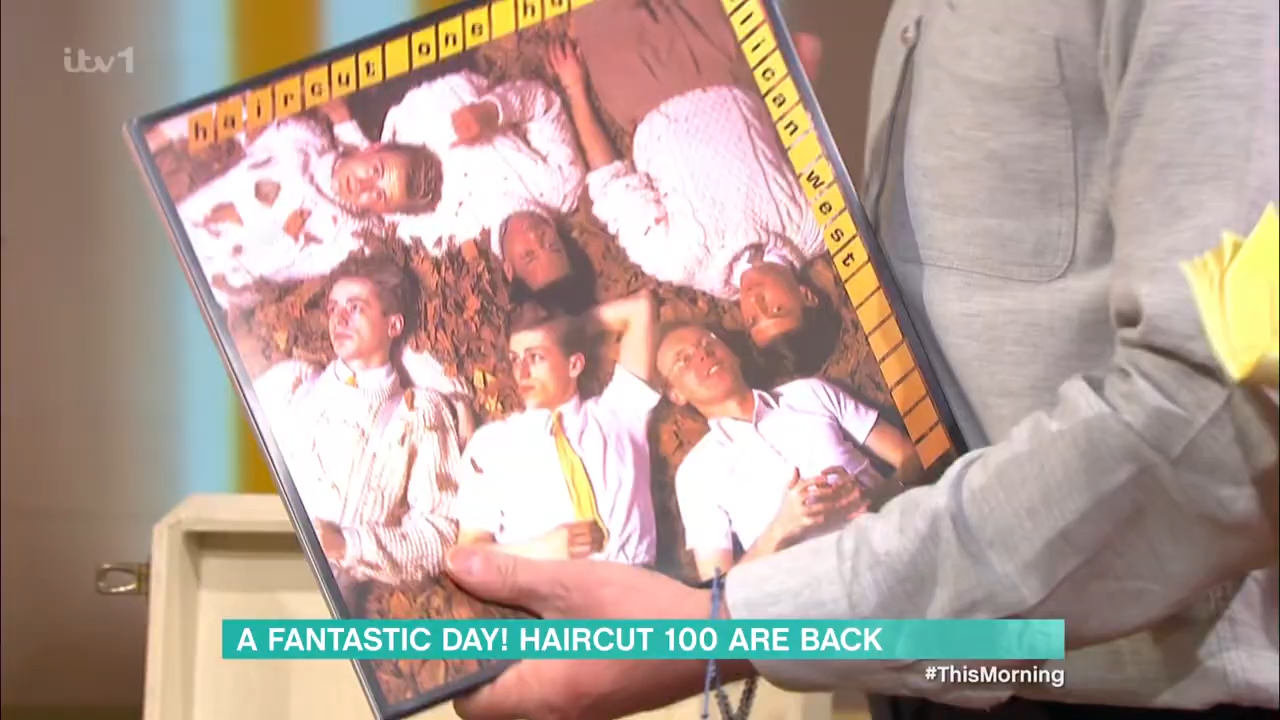 itv1
haircut one hu
lican west
A FANTASTIC DAY! HAIRCUT 100 ARE BACK
#ThisMorning